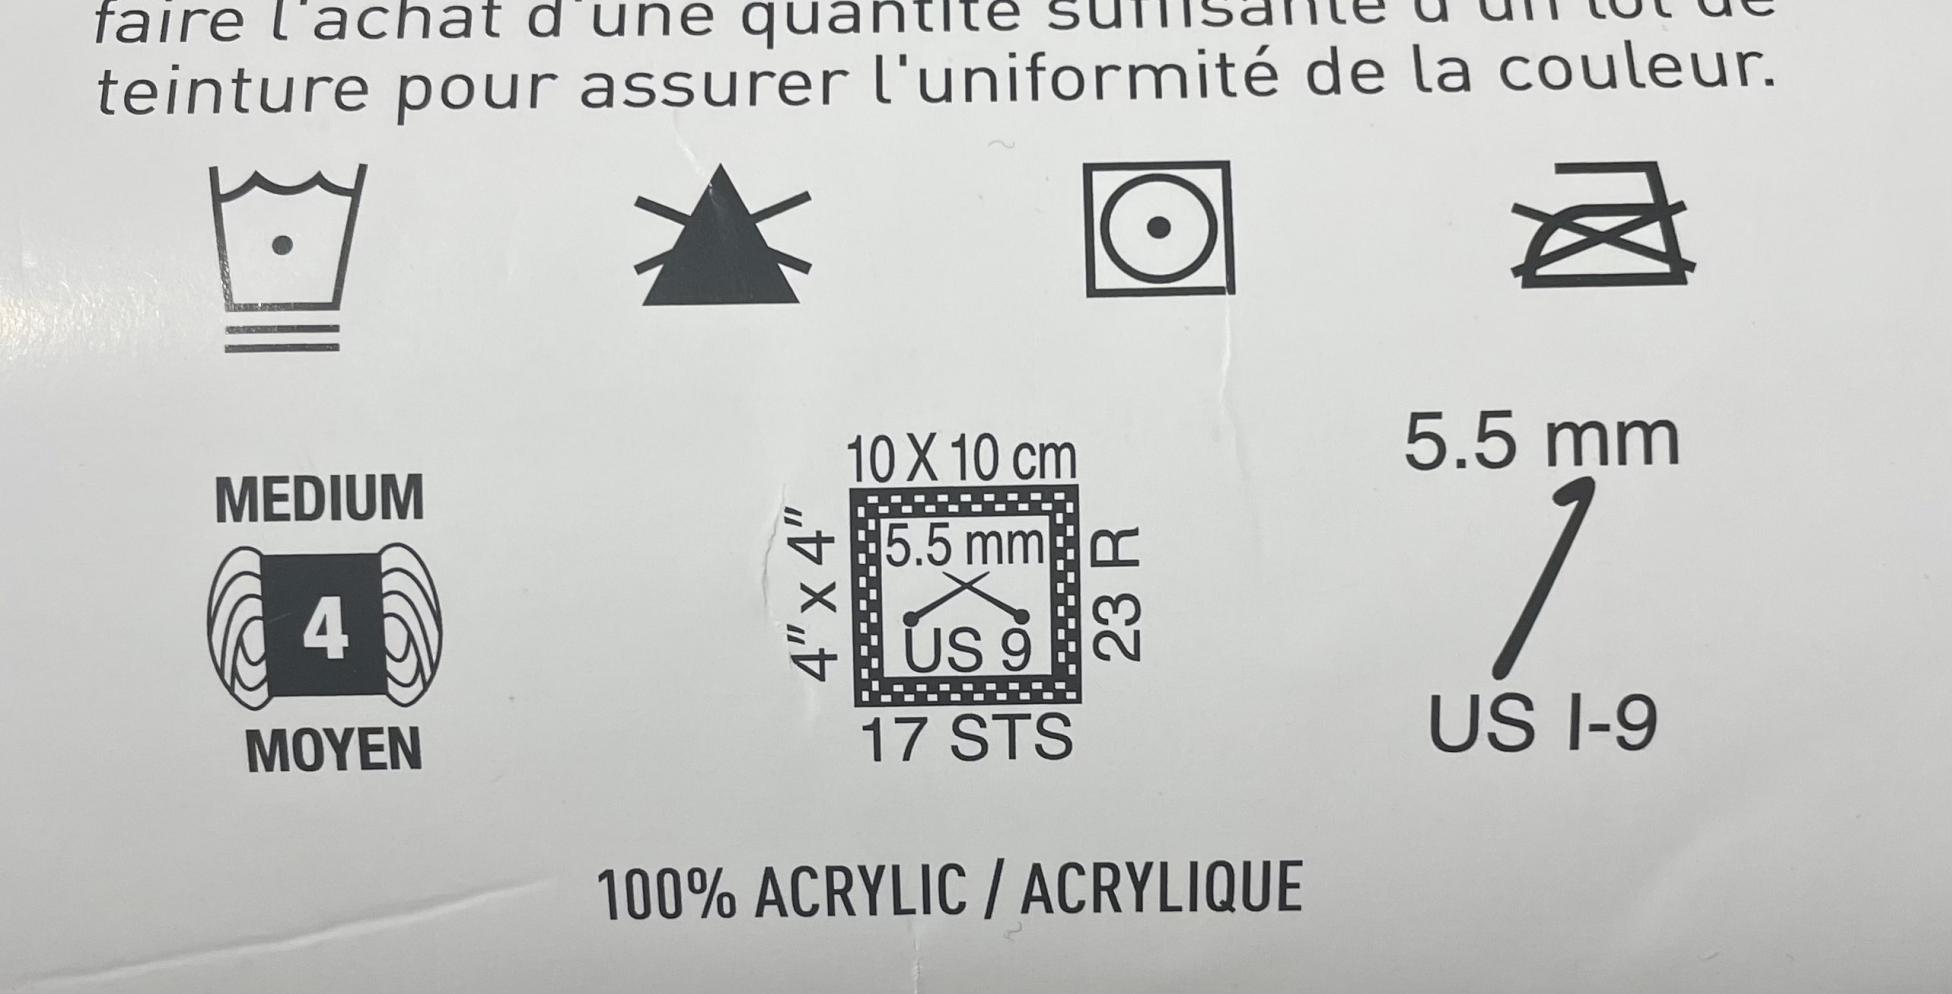 faire l'achat d'une quantité suffisante d'un lot de
teinture pour assurer l'uniformité de la couleur.
MEDIUM
4
MOYEN
10 X 10 cm
4" x 4"
5.5 mm
US 9
23 R
17 STS
5.5 mm
US I-9
100% ACRYLIC / ACRYLIQUE